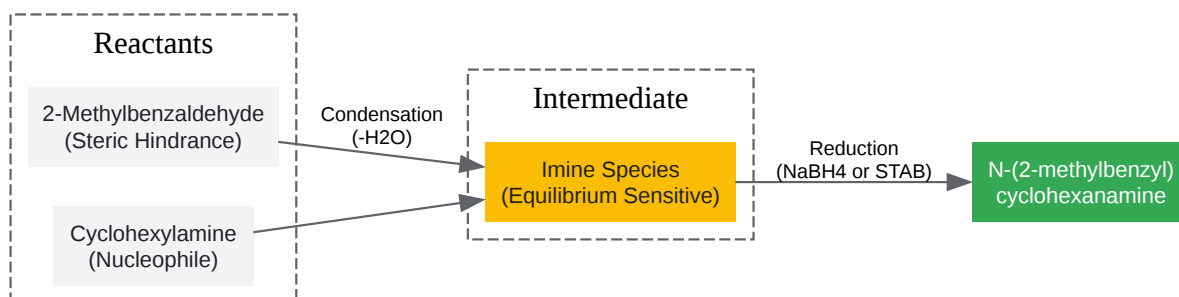 Reactants
2-Methylbenzaldehyde
(Steric Hindrance)
Cyclohexylamine
(Nucleophile)
Condensation
(-H2O)
Intermediate
Imine Species
(Equilibrium Sensitive)
Reduction
(NaBH4 or STAB)
N-(2-methylbenzyl)
cyclohexanamine